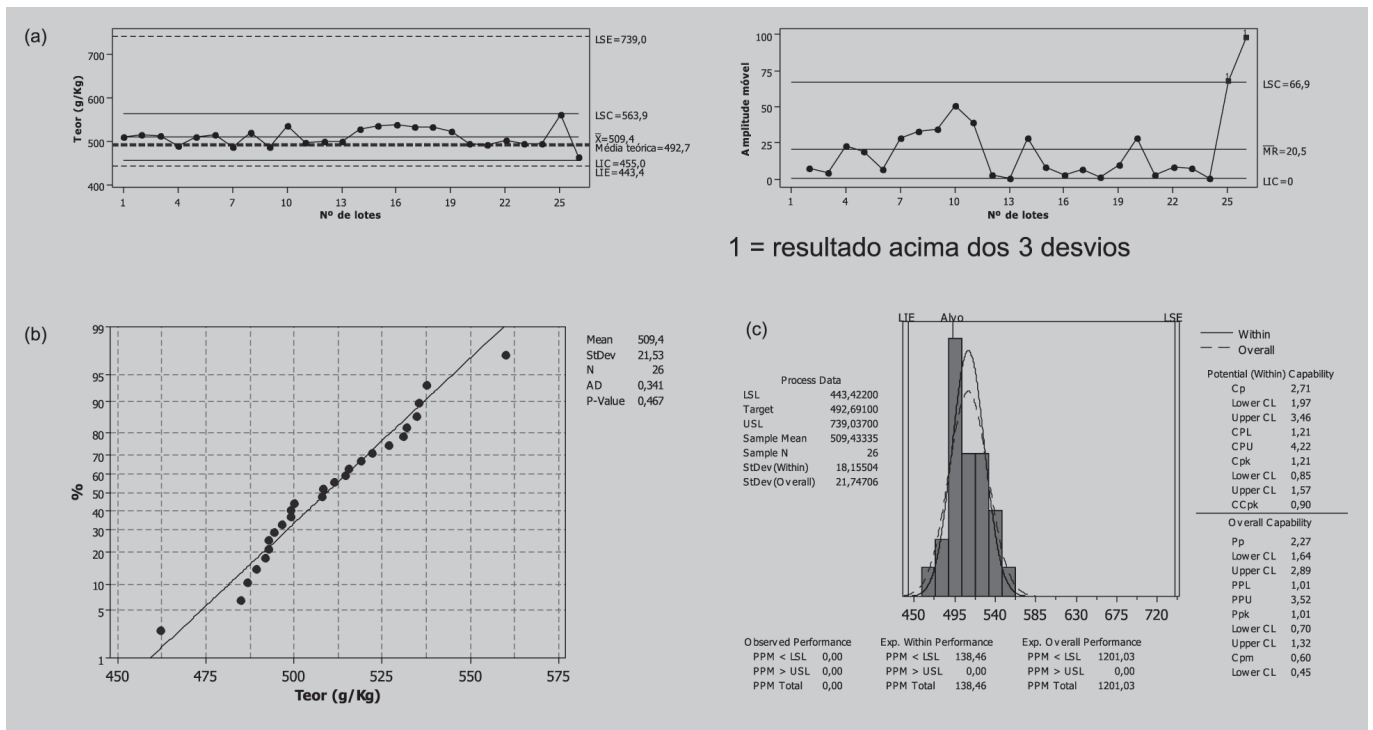 (a)
Teor (g/Kg)
700
600
500
400
1 4 7 10 13 16 19 22 25
Nº de lotes
LSE=739,0
LSC=563,9
X̅=509,4
Média teórica=492,7
LIC=455,0
LIE=443,4
Amplitude móvel
100
75
50
25
0
1 4 7 10 13 16 19 22 25
Nº de lotes
1
1
LSC=66,9
M̅R̅=20,5
LIC=0
1 = resultado acima dos 3 desvios
(b)
%
99
95
90
80
70
60
50
40
30
20
10
5
1
450 475 500 525 550 575
Teor (g/Kg)
Mean 509,4
StDev 21,53
N 26
AD 0,341
P-Value 0,467
(c)
LIE Alvo LSE
Within
Overall
Process Data
LSL 443,42200
Target 492,69100
USL 739,03700
Sample Mean 509,43335
Sample N 26
StDev(Within) 18,15504
StDev(Overall) 21,74706
450 495 540 585 630 675 720
Potential (Within) Capability
Cp 2,71
Lower CL 1,97
Upper CL 3,46
CPL 1,21
CPU 4,22
Cpk 1,21
Lower CL 0,85
Upper CL 1,57
CCpk 0,90
Overall Capability
Pp 2,27
Lower CL 1,64
Upper CL 2,89
PPL 1,01
PPU 3,52
Ppk 1,01
Lower CL 0,70
Upper CL 1,32
Cpm 0,60
Lower CL 0,45
Observed Performance
PPM < LSL 0,00
PPM > USL 0,00
PPM Total 0,00
Exp. Within Performance
PPM < LSL 138,46
PPM > USL 0,00
PPM Total 138,46
Exp. Overall Performance
PPM < LSL 1201,03
PPM > USL 0,00
PPM Total 1201,03